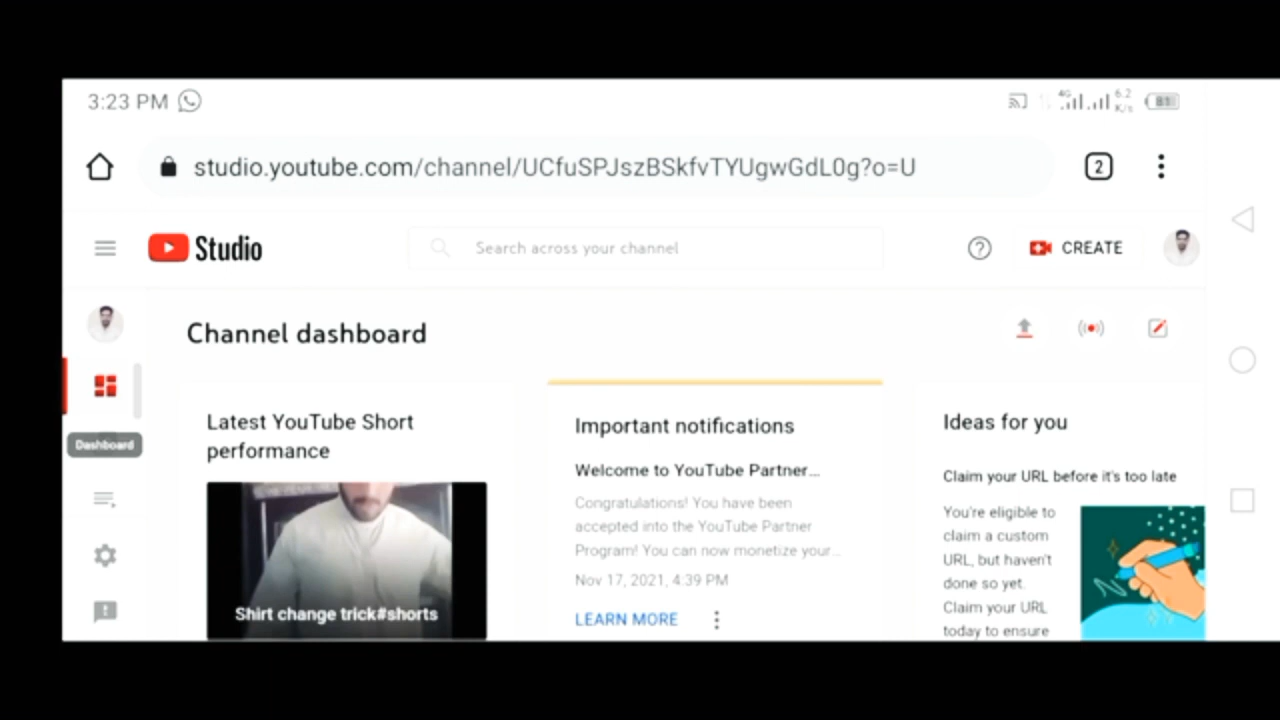 3:23 PM
4G 6.2 K/s 81
studio.youtube.com/channel/UCfuSPJszBSkfvTYUgwGdL0g?o=U
2
Studio
Search across your channel
CREATE
Channel dashboard
Dashboard
Latest YouTube Short
performance
Shirt change trick#shorts
Important notifications
Welcome to YouTube Partner...
Congratulations! You have been
accepted into the YouTube Partner
Program! You can now monetize your...
Nov 17, 2021, 4:39 PM
LEARN MORE
Ideas for you
Claim your URL before it's too late
You're eligible to
claim a custom
URL, but haven't
done so yet.
Claim your URL
today to ensure